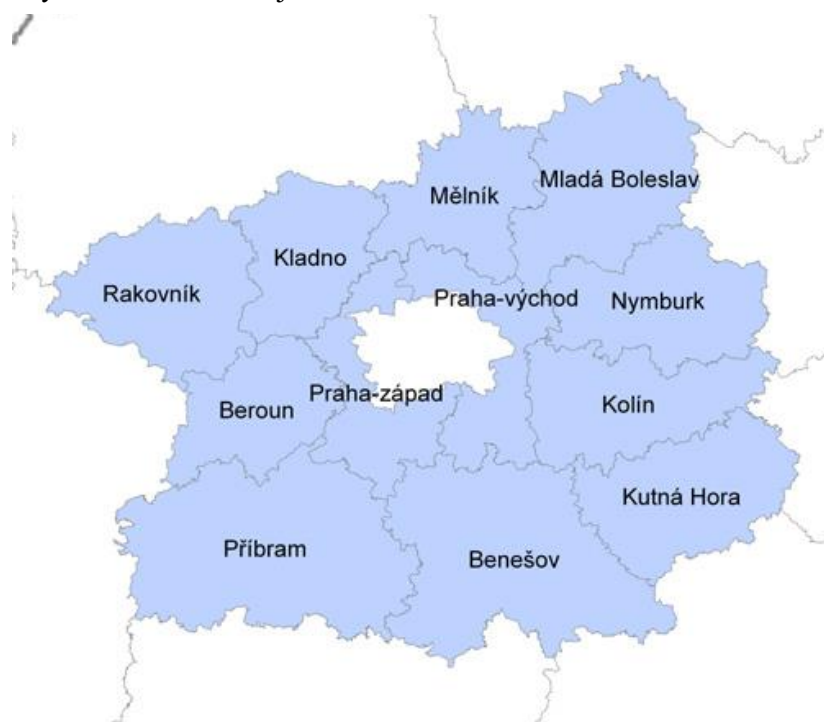 Mladá Boleslav
Mělník
Kladno
Rakovník
Praha-východ
Nymburk
Praha-západ
Beroun
Kolín
Kutná Hora
Příbram
Benešov